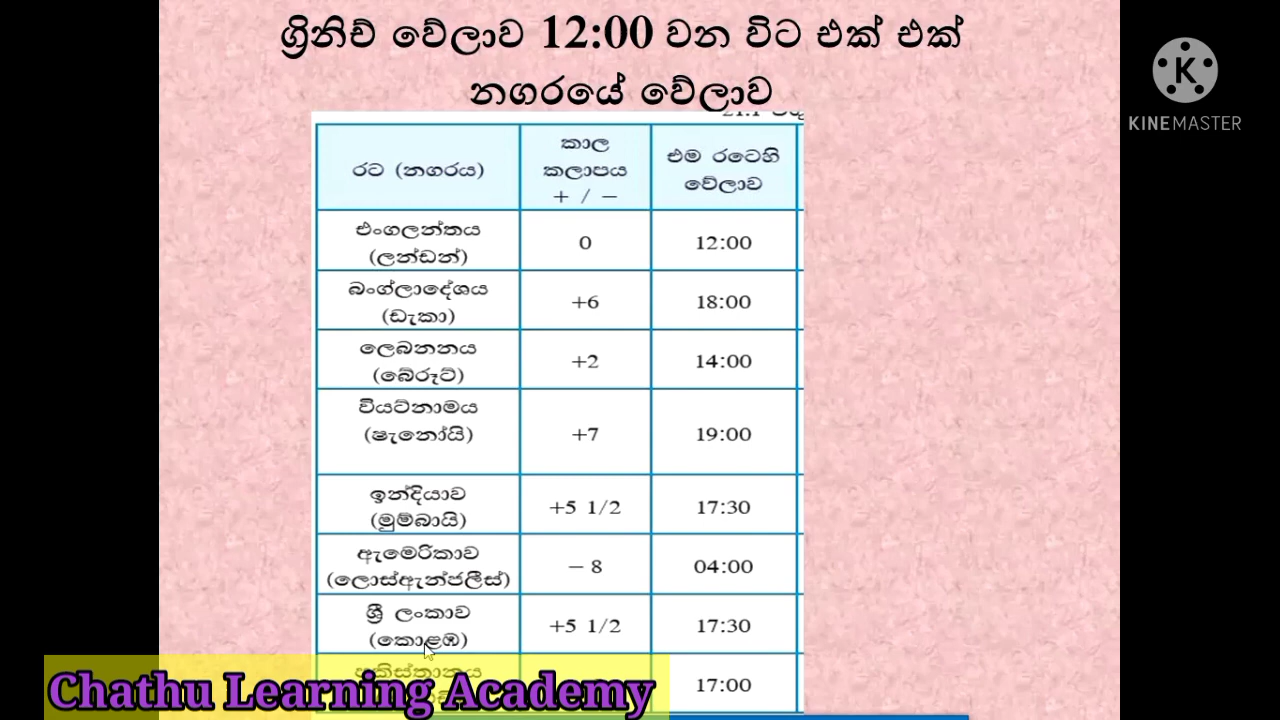 ග්‍රිනිච් වේලාව 12:00 වන විට එක් එක්
නගරයේ වේලාව
KINEMASTER
රට (නගරය)
කාල
කලාපය
+ / −
එම රටෙහි
වේලාව
එංගලන්තය
(ලන්ඩන්)
0
12:00
බංග්ලාදේශය
(ඩැකා)
+6
18:00
ලෙබනනය
(බේරූට්)
+2
14:00
වියට්නාමය
(ෂැනෝයි)
+7
19:00
ඉන්දියාව
(මුම්බායි)
+5 1/2
17:30
ඇමෙරිකාව
(ලොස්ඇන්ජලීස්)
− 8
04:00
ශ්‍රී ලංකාව
(කොළඹ)
+5 1/2
17:30
පකිස්තානය
17:00
Chathu Learning Academy